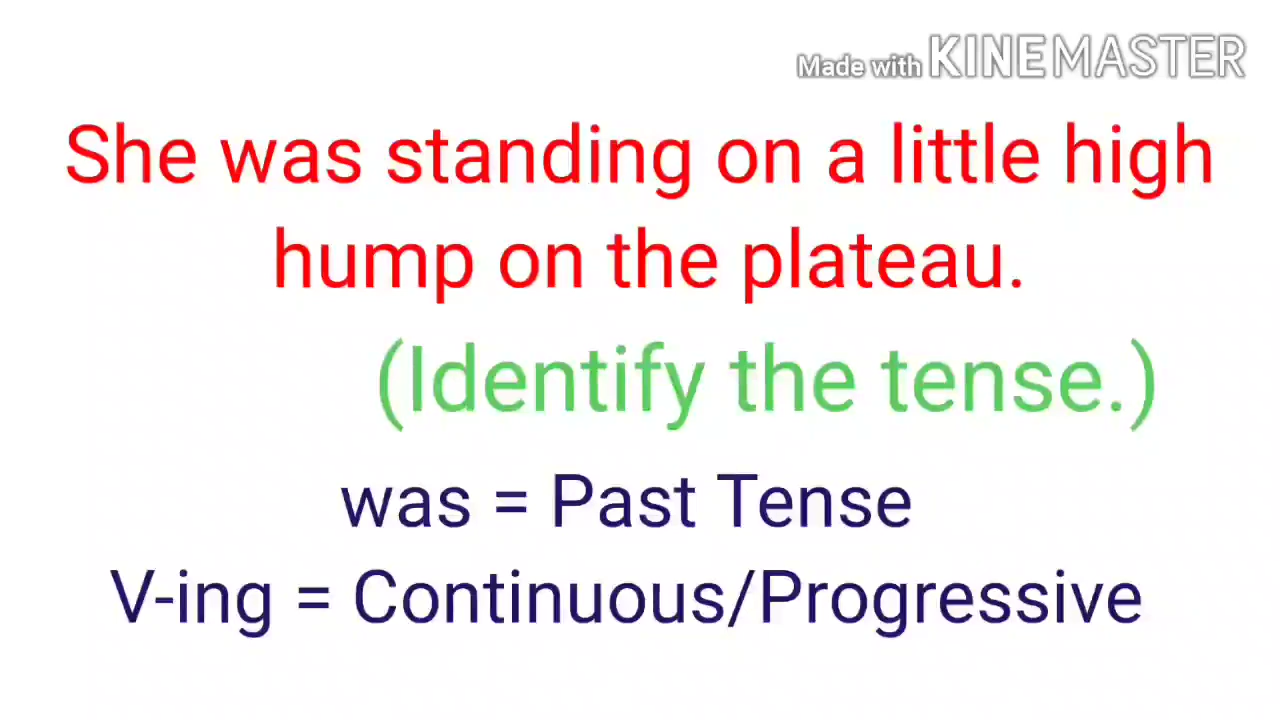 Made with KINEMASTER
She was standing on a little high
hump on the plateau.
(Identify the tense.)
was = Past Tense
V-ing = Continuous/Progressive